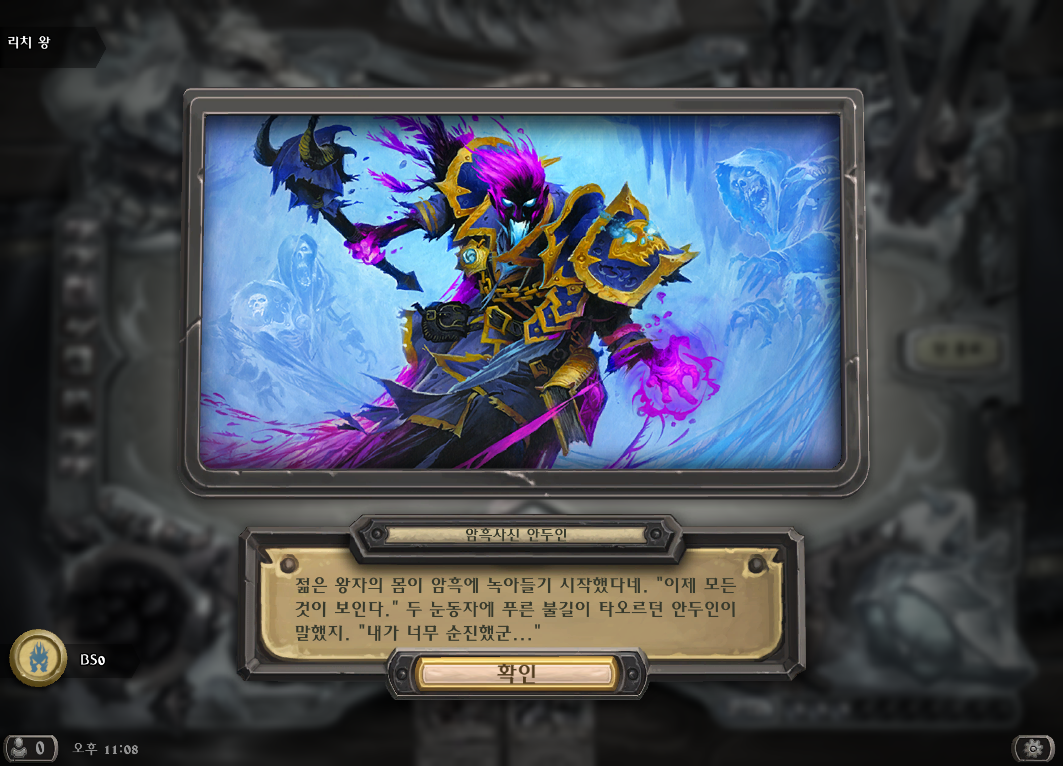 리치 왕
암흑사신 안두인
젊은 왕자의 몸이 암흑에 녹아들기 시작했다네. "이제 모든
것이 보인다." 두 눈동자에 푸른 불길이 타오르던 안두인이
말했지. "내가 너무 순진했군..."
확인
BS0
0 오후 11:08